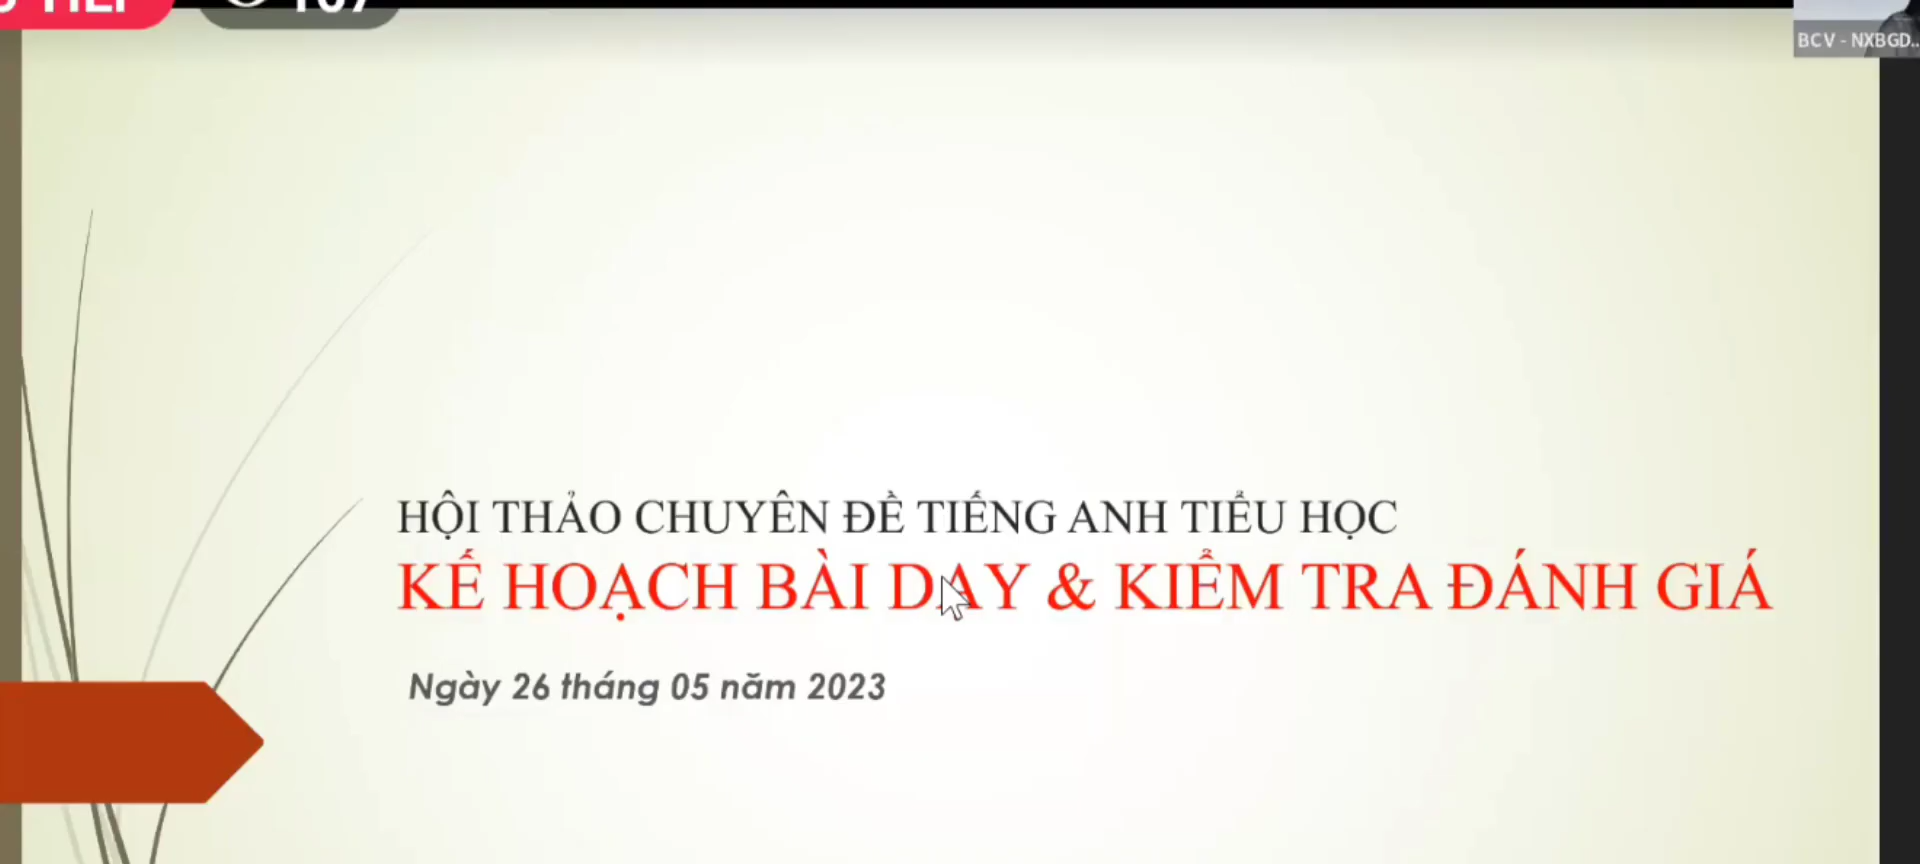 BCV - NXBGD...
HỘI THẢO CHUYÊN ĐỀ TIẾNG ANH TIỂU HỌC
KẾ HOẠCH BÀI DẠY & KIỂM TRA ĐÁNH GIÁ
Ngày 26 tháng 05 năm 2023